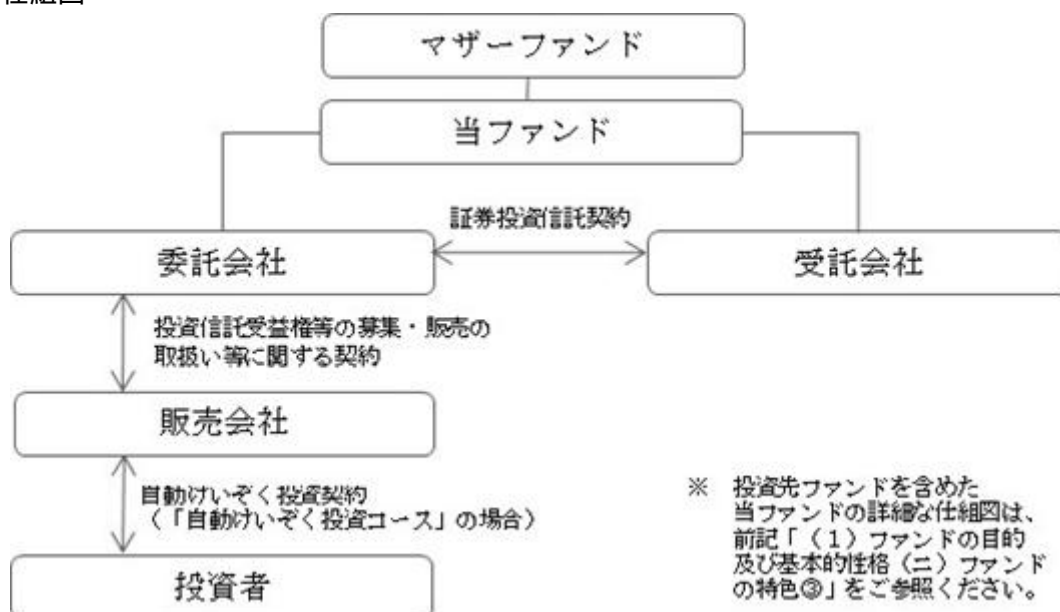 マザーファンド
当ファンド
証券投資信託契約
委託会社
受託会社
投資信託受益権等の募集・販売の
取扱い等に関する契約
販売会社
自動けいぞく投資契約
（「自動けいぞく投資コース」の場合）
投資者
※ 投資先ファンドを含めた
当ファンドの詳細な仕組図は、
前記「（１）ファンドの目的
及び基本的性格（ニ）ファンド
の特色③」をご参照ください。